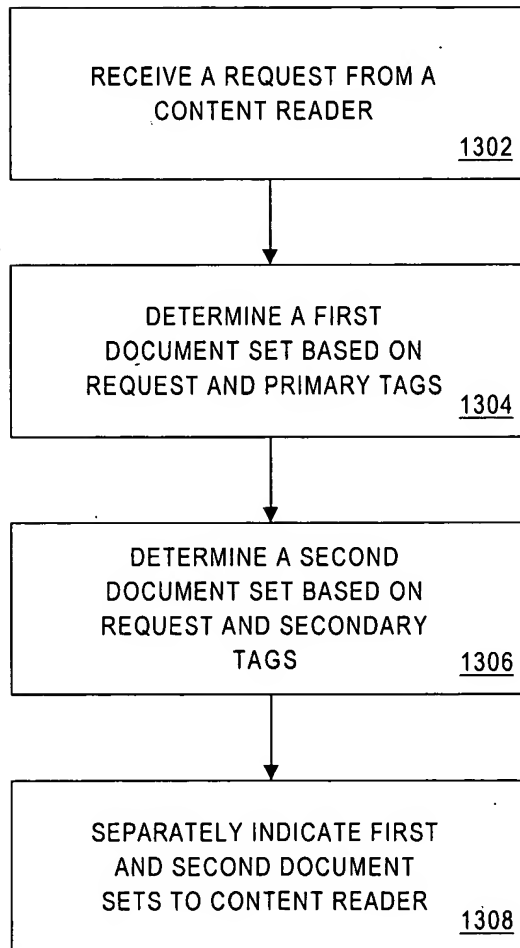 RECEIVE A REQUEST FROM A
CONTENT READER
1302
DETERMINE A FIRST
DOCUMENT SET BASED ON
REQUEST AND PRIMARY TAGS
1304
DETERMINE A SECOND
DOCUMENT SET BASED ON
REQUEST AND SECONDARY
TAGS
1306
SEPARATELY INDICATE FIRST
AND SECOND DOCUMENT
SETS TO CONTENT READER
1308